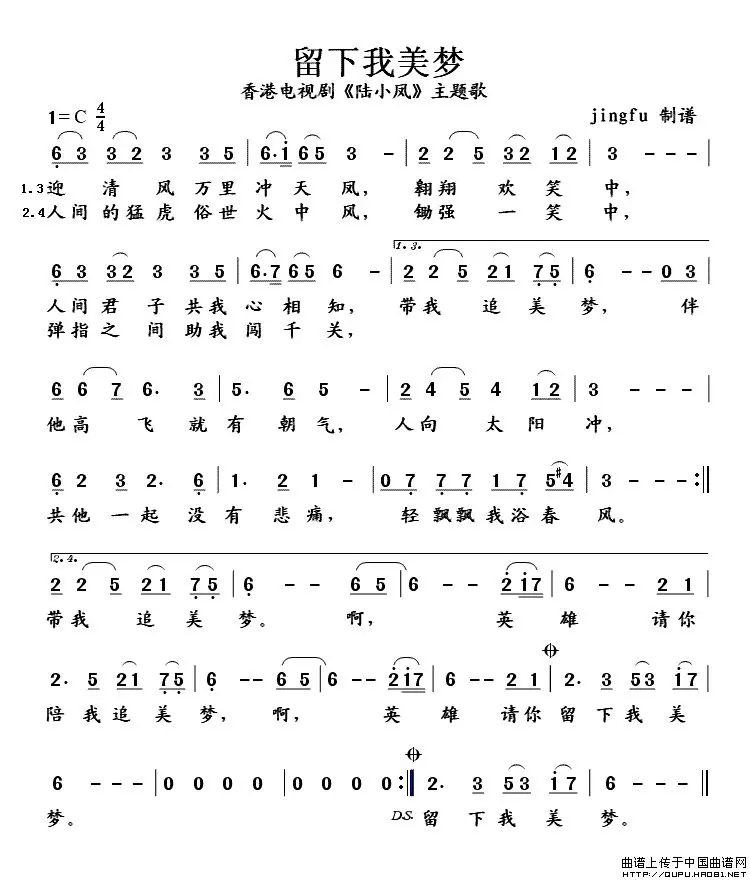 留下我美梦
香港电视剧《陆小凤》主题歌
1=C 4/4
jingfu 制谱
6 3 3 2 3 3 5 | 6· i 6 5 3 - | 2 2 5 3 2 1 2 | 3 - - - |
1.3 迎 清 风 万 里 冲 天 凤, 翱翔 欢 笑 中,
2.4 人间的猛虎俗世火中风, 锄强 一 笑 中,
1.3.
6 3 3 2 3 3 5 | 6· 7 6 5 6 - | 2 2 5 2 1 7 5 | 6 - - 0 3 |
人间 君 子 共我 心 相 知, 带我 追 美 梦, 伴
弹指之 间 助我 闯 千 关,
6 6 7 6· 3 | 5· 6 5 - | 2 4 5 4 1 2 | 3 - - - |
他高 飞 就 有 朝 气, 人向 太 阳 冲,
6 2 3 2· 6 | 1· 2 1 - | 0 7 7 7 1 7 5 #4 | 3 - - - :||
共他 一 起 没 有 悲 痛, 轻 飘飘我浴春 风。
2.4.
2 2 5 2 1 7 5 | 6 - - 6 5 | 6 - - 2 i 7 | 6 - - 2 1 |
带我 追 美 梦。 啊, 英 雄 请你
2· 5 2 1 7 5 | 6 - - 6 5 | 6 - - 2 i 7 | 6 - - 2 1 | 2· 3 5 3 i 7 |
陪 我 追 美 梦, 啊, 英 雄 请你 留 下 我 美
6 - - - | 0 0 0 0 | 0 0 0 0 :|| 2· 3 5 3 i 7 | 6 - - - ||
梦。 D.S. 留 下 我 美 梦。
曲谱上传于中国曲谱网
HTTP://QUPU.HAO81.NET